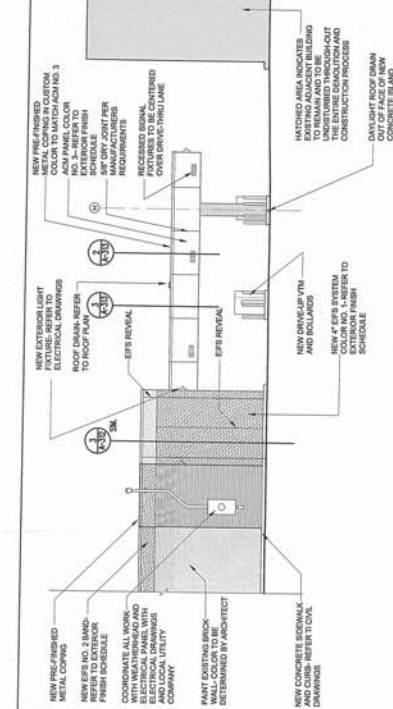 NEW PRE-FINISHED
METAL COPING
NEW EIFS NO. 2 BAND-
REFER TO EXTERIOR
FINISH SCHEDULE
COORDINATE ALL WORK
WITH WEATHERHEAD AND
ELECTRICAL PANEL WITH
ELECTRICAL DRAWINGS
AND LOCAL UTILITY
COMPANY
PAINT EXISTING BRICK
WALL- COLOR TO BE
DETERMINED BY ARCHITECT
NEW CONCRETE SIDEWALK
AND CURB- REFER TI CIVIL
DRAWINGS
3
A-312
SIM.
NEW EXTERIOR LIGHT
FIXTURE- REFER TO
ELECTRICAL DRAWINGS
ROOF DRAIN- REFER
TO ROOF PLAN
EIFS REVEAL
EIFS REVEAL
3
2
A-313
H
NEW PRE-FINISHED
METAL COPING IN CUSTOM
COLOR TO MATCH ACM NO. 3
ACM PANEL COLOR
NO. 3 – REFER TO
EXTERIOR FINISH
SCHEDULE
5/8" DRY JOINT PER
MANUFACTURERS
REQUIRMENTS
RECESSED SIGNAL
FIXTURES TO BE CENTERED
OVER DRIVE-THRU LANE
NEW DRIVE-UP VTM
AND BOLLARDS
NEW 4" EIFS SYSTEM
COLOR NO. 1- REFER TO
EXTERIOR FINISH
SCHEDULE
HATCHED AREA INDICATES
EXISTING ADJACENT BUILDING
TO REMAIN AND TO BE
UNDISTURBED THROUGH-OUT
THE ENTIRE DEMOLITION AND
CONSTRUCTION PROCESS
DAYLIGHT ROOF DRAIN
OUT OF FACE OF NEW
CONCRETE ISLAND